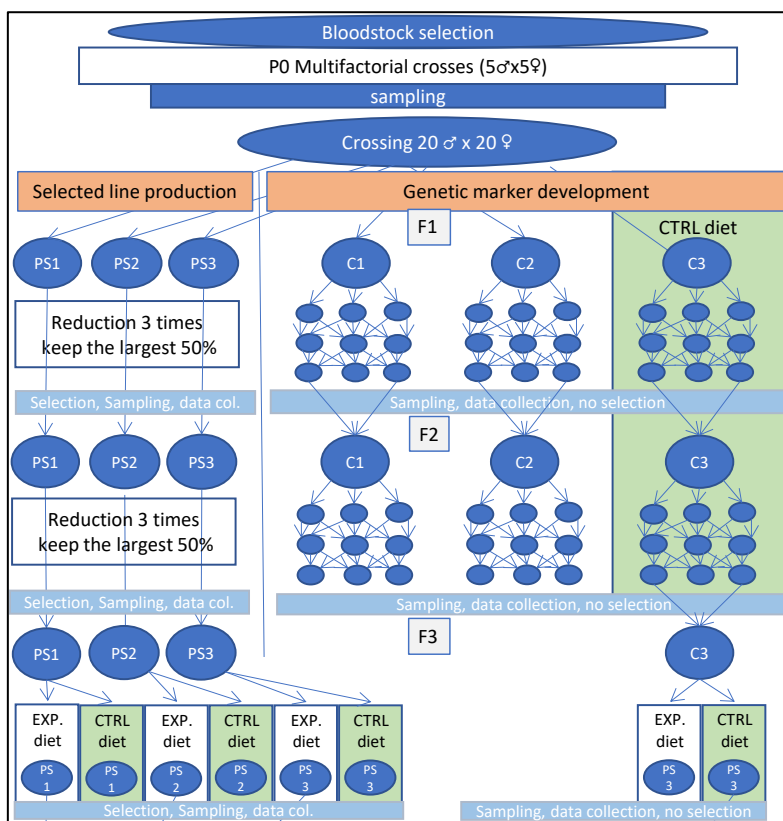 Bloodstock selection
P0 Multifactorial crosses (5♂x5♀)
sampling
Crossing 20 ♂ x 20 ♀
Selected line production
Genetic marker development
F1
CTRL diet
PS1 PS2 PS3
C1 C2 C3
Reduction 3 times
keep the largest 50%
Selection, Sampling, data col.
Sampling, data collection, no selection
F2
PS1 PS2 PS3
C1 C2 C3
Reduction 3 times
keep the largest 50%
Selection, Sampling, data col.
Sampling, data collection, no selection
F3
PS1 PS2 PS3
C3
EXP. CTRL EXP. CTRL EXP. CTRL
diet diet diet diet diet diet
PS PS PS PS PS PS
1 1 2 2 3 3
Selection, Sampling, data col.
EXP. CTRL
diet diet
PS PS
3 3
Sampling, data collection, no selection